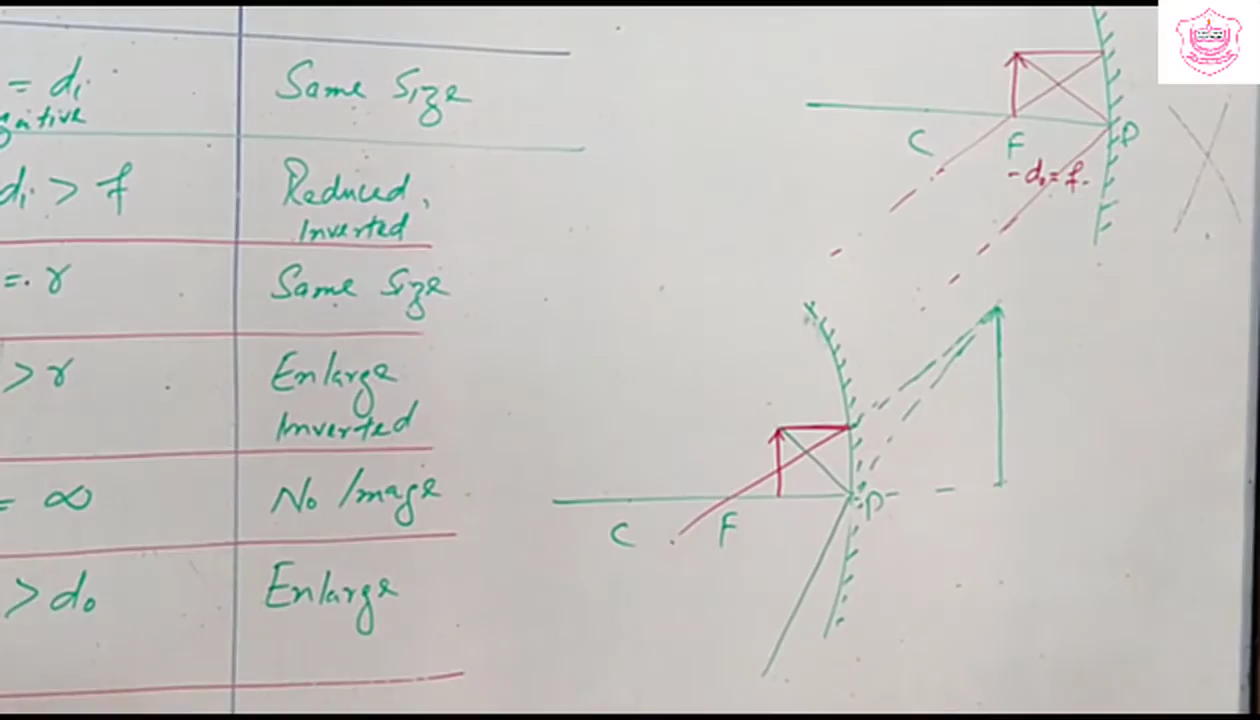 = di
Same Size
gative
di > f
Reduced,
Inverted
= r
Same Size
> r
Enlarge
Inverted
= ∞
No Image
> do
Enlarge
C F P
- do = f -
C F P